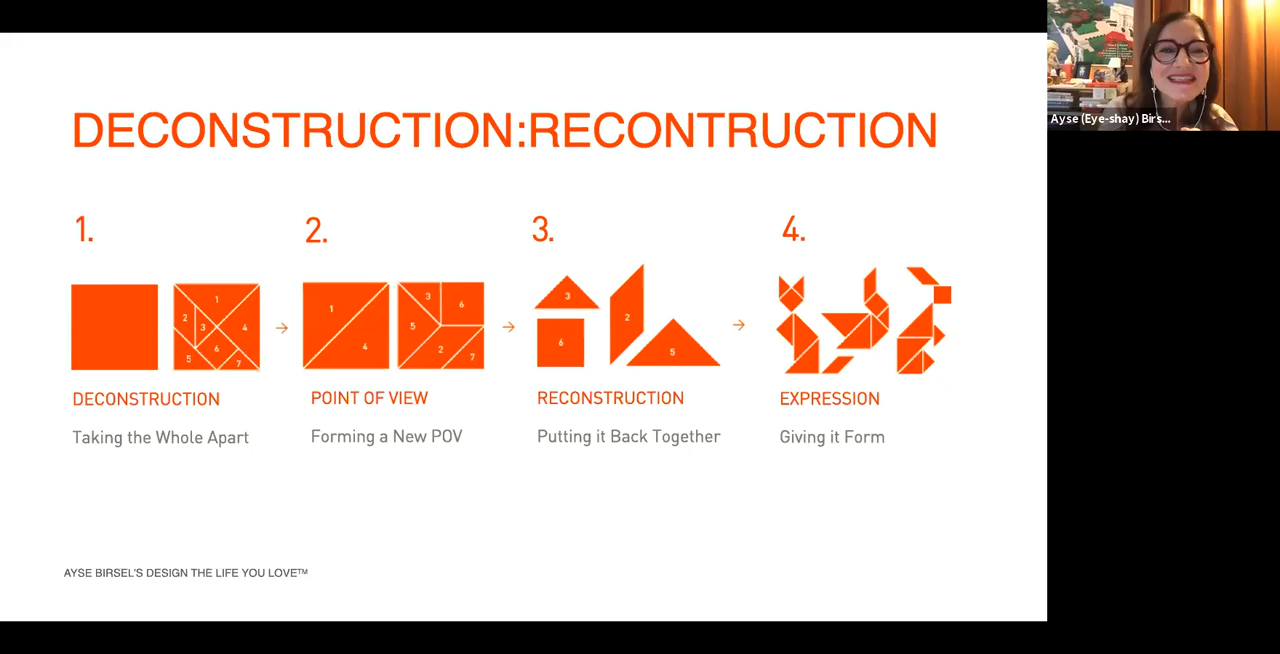 DECONSTRUCTION:RECONTRUCTION
1.
2.
3.
4.
1
2
3
4
5
6
7
1
4
3
6
5
2
7
3
6
2
5
DECONSTRUCTION
POINT OF VIEW
RECONSTRUCTION
EXPRESSION
Taking the Whole Apart
Forming a New POV
Putting it Back Together
Giving it Form
AYSE BIRSEL'S DESIGN THE LIFE YOU LOVE™
Ayse (Eye-shay) Birs...